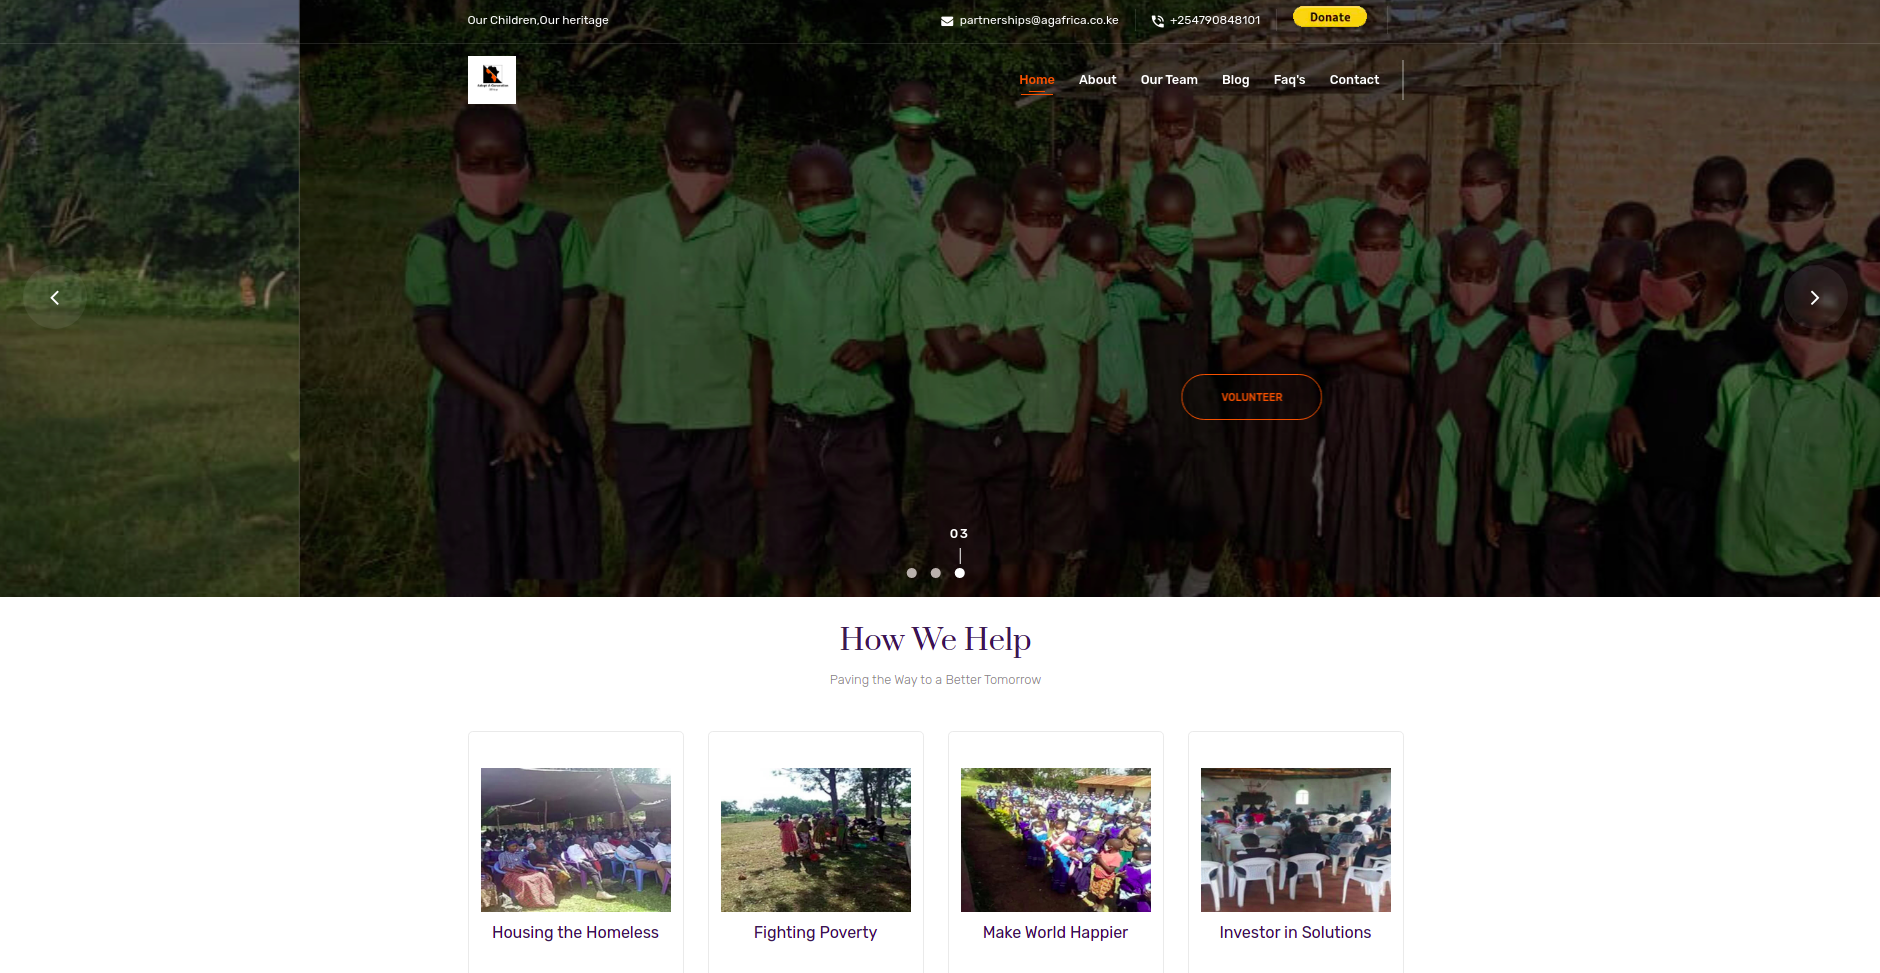 Our Children,Our heritage
partnerships@agafrica.co.ke
+254790848101
Donate
Home About Our Team Blog Faq's Contact
VOLUNTEER
03
How We Help
Paving the Way to a Better Tomorrow
Housing the Homeless
Fighting Poverty
Make World Happier
Investor in Solutions